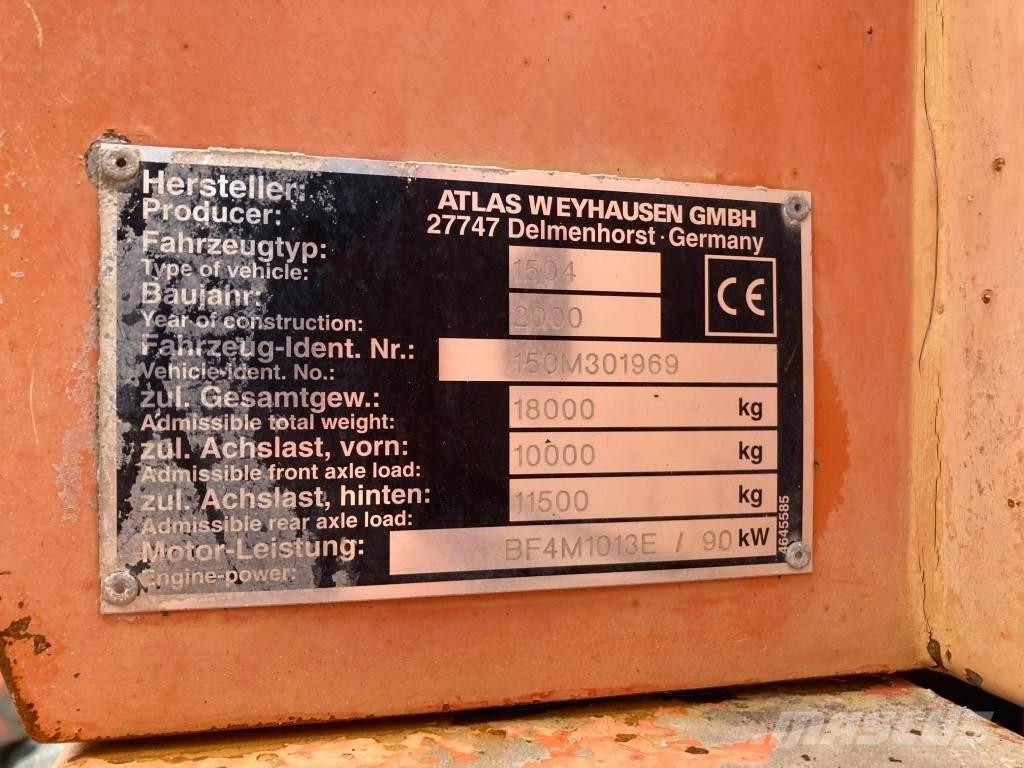 Hersteller:
Producer:
ATLAS WEYHAUSEN GMBH
27747 Delmenhorst · Germany
Fahrzeugtyp:
Type of vehicle:
1504
Baujahr:
Year of construction:
2000
CE
Fahrzeug-Ident. Nr.:
Vehicle-ident. No.:
150M301969
zul. Gesamtgew.:
Admissible total weight:
18000 kg
zul. Achslast, vorn:
Admissible front axle load:
10000 kg
zul. Achslast, hinten:
Admissible rear axle load:
11500 kg
Motor-Leistung:
Engine-power:
BF4M1013E / 90 kW
4645585
mascus